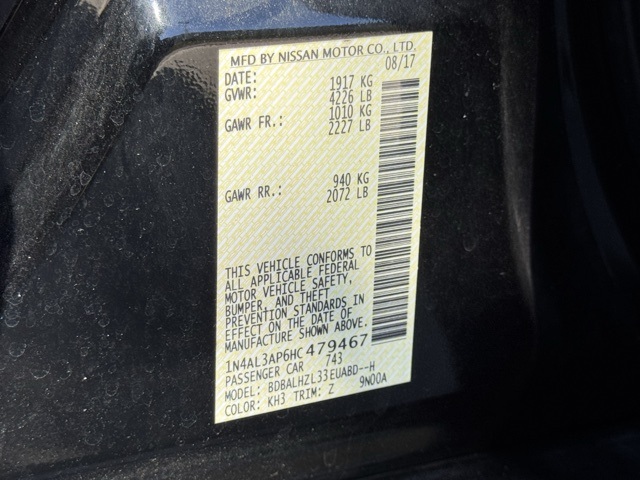 MFD BY NISSAN MOTOR CO., LTD.
DATE: 08/17
GVWR: 1917 KG
4226 LB
GAWR FR.: 1010 KG
2227 LB
GAWR RR.: 940 KG
2072 LB
THIS VEHICLE CONFORMS TO
ALL APPLICABLE FEDERAL
MOTOR VEHICLE SAFETY,
BUMPER, AND THEFT
PREVENTION STANDARDS IN
EFFECT ON THE DATE OF
MANUFACTURE SHOWN ABOVE.
1N4AL3AP6HC479467
PASSENGER CAR 743
MODEL: BDBALHZL33EUABD--H
COLOR: KH3 TRIM: Z 9N00A